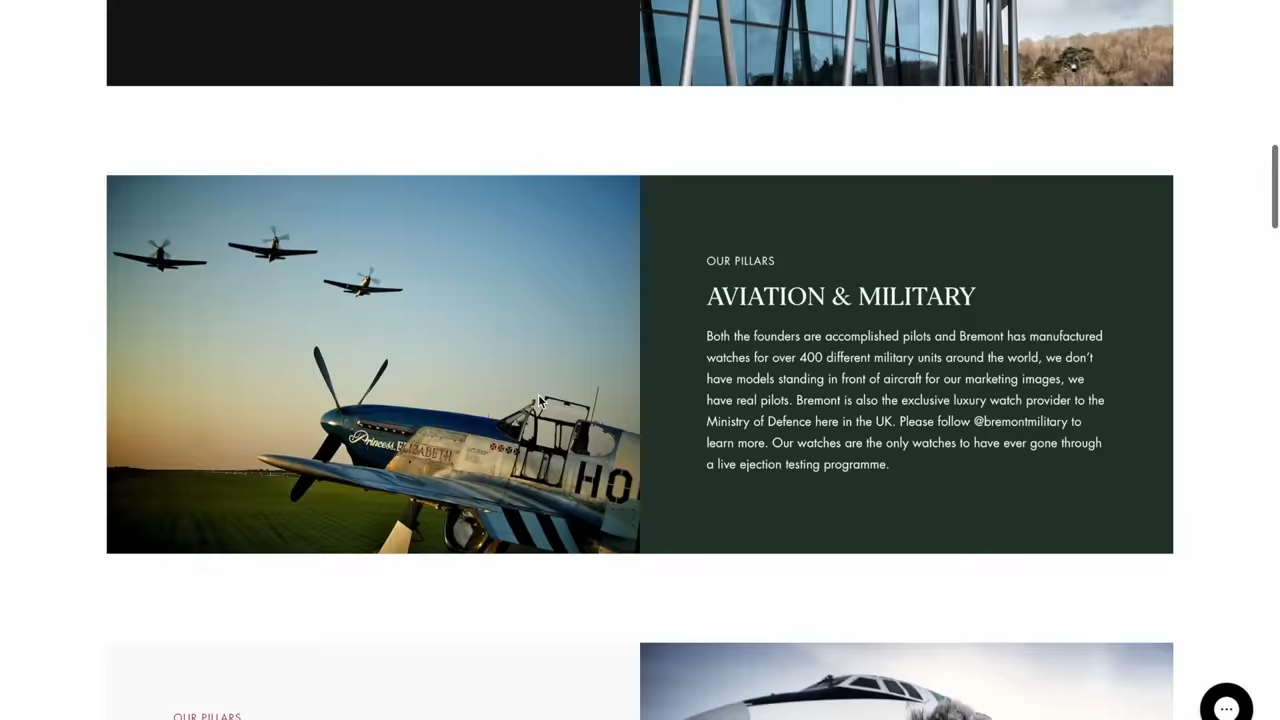 OUR PILLARS
AVIATION & MILITARY
Both the founders are accomplished pilots and Bremont has manufactured
watches for over 400 different military units around the world, we don't
have models standing in front of aircraft for our marketing images, we
have real pilots. Bremont is also the exclusive luxury watch provider to the
Ministry of Defence here in the UK. Please follow @bremontmilitary to
learn more. Our watches are the only watches to have ever gone through
a live ejection testing programme.
Princess ELIZABETH
HO
OUR PILLARS